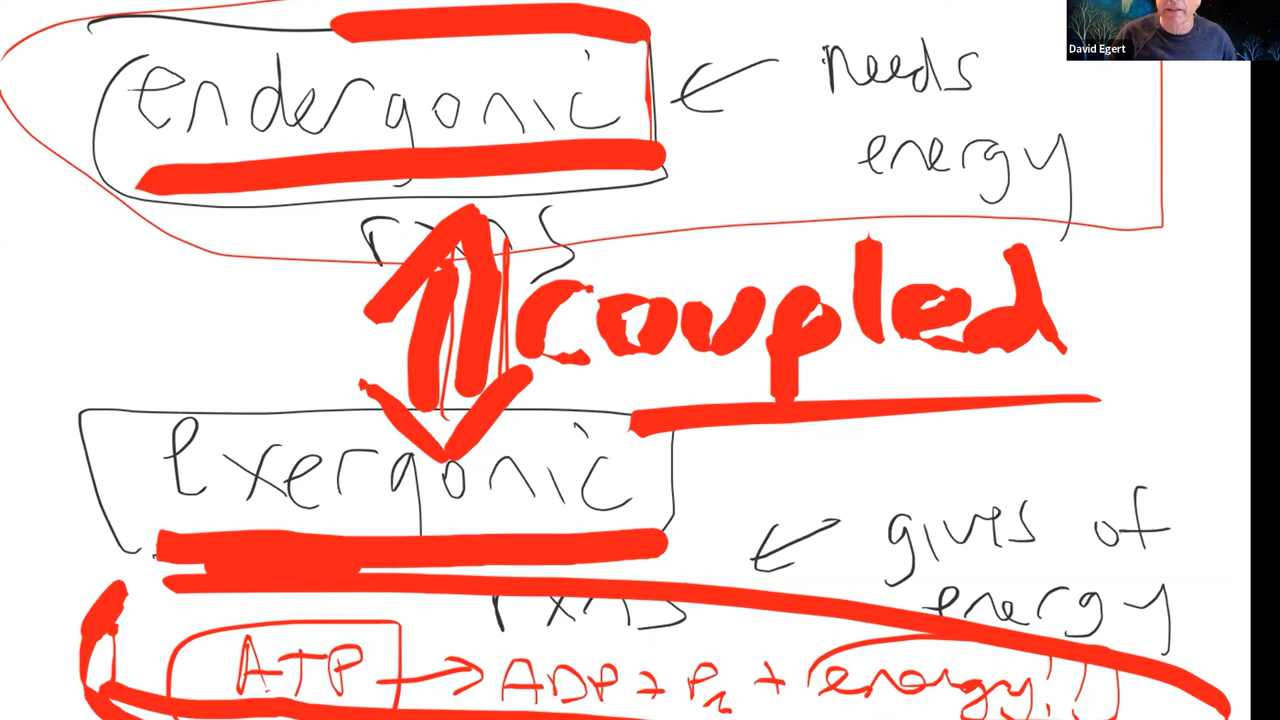 David Egert
endergonic ← needs
energy
rxns
coupled
exergonic
← gives of
energy
rxns
ATP → ADP + Pi + energy!!